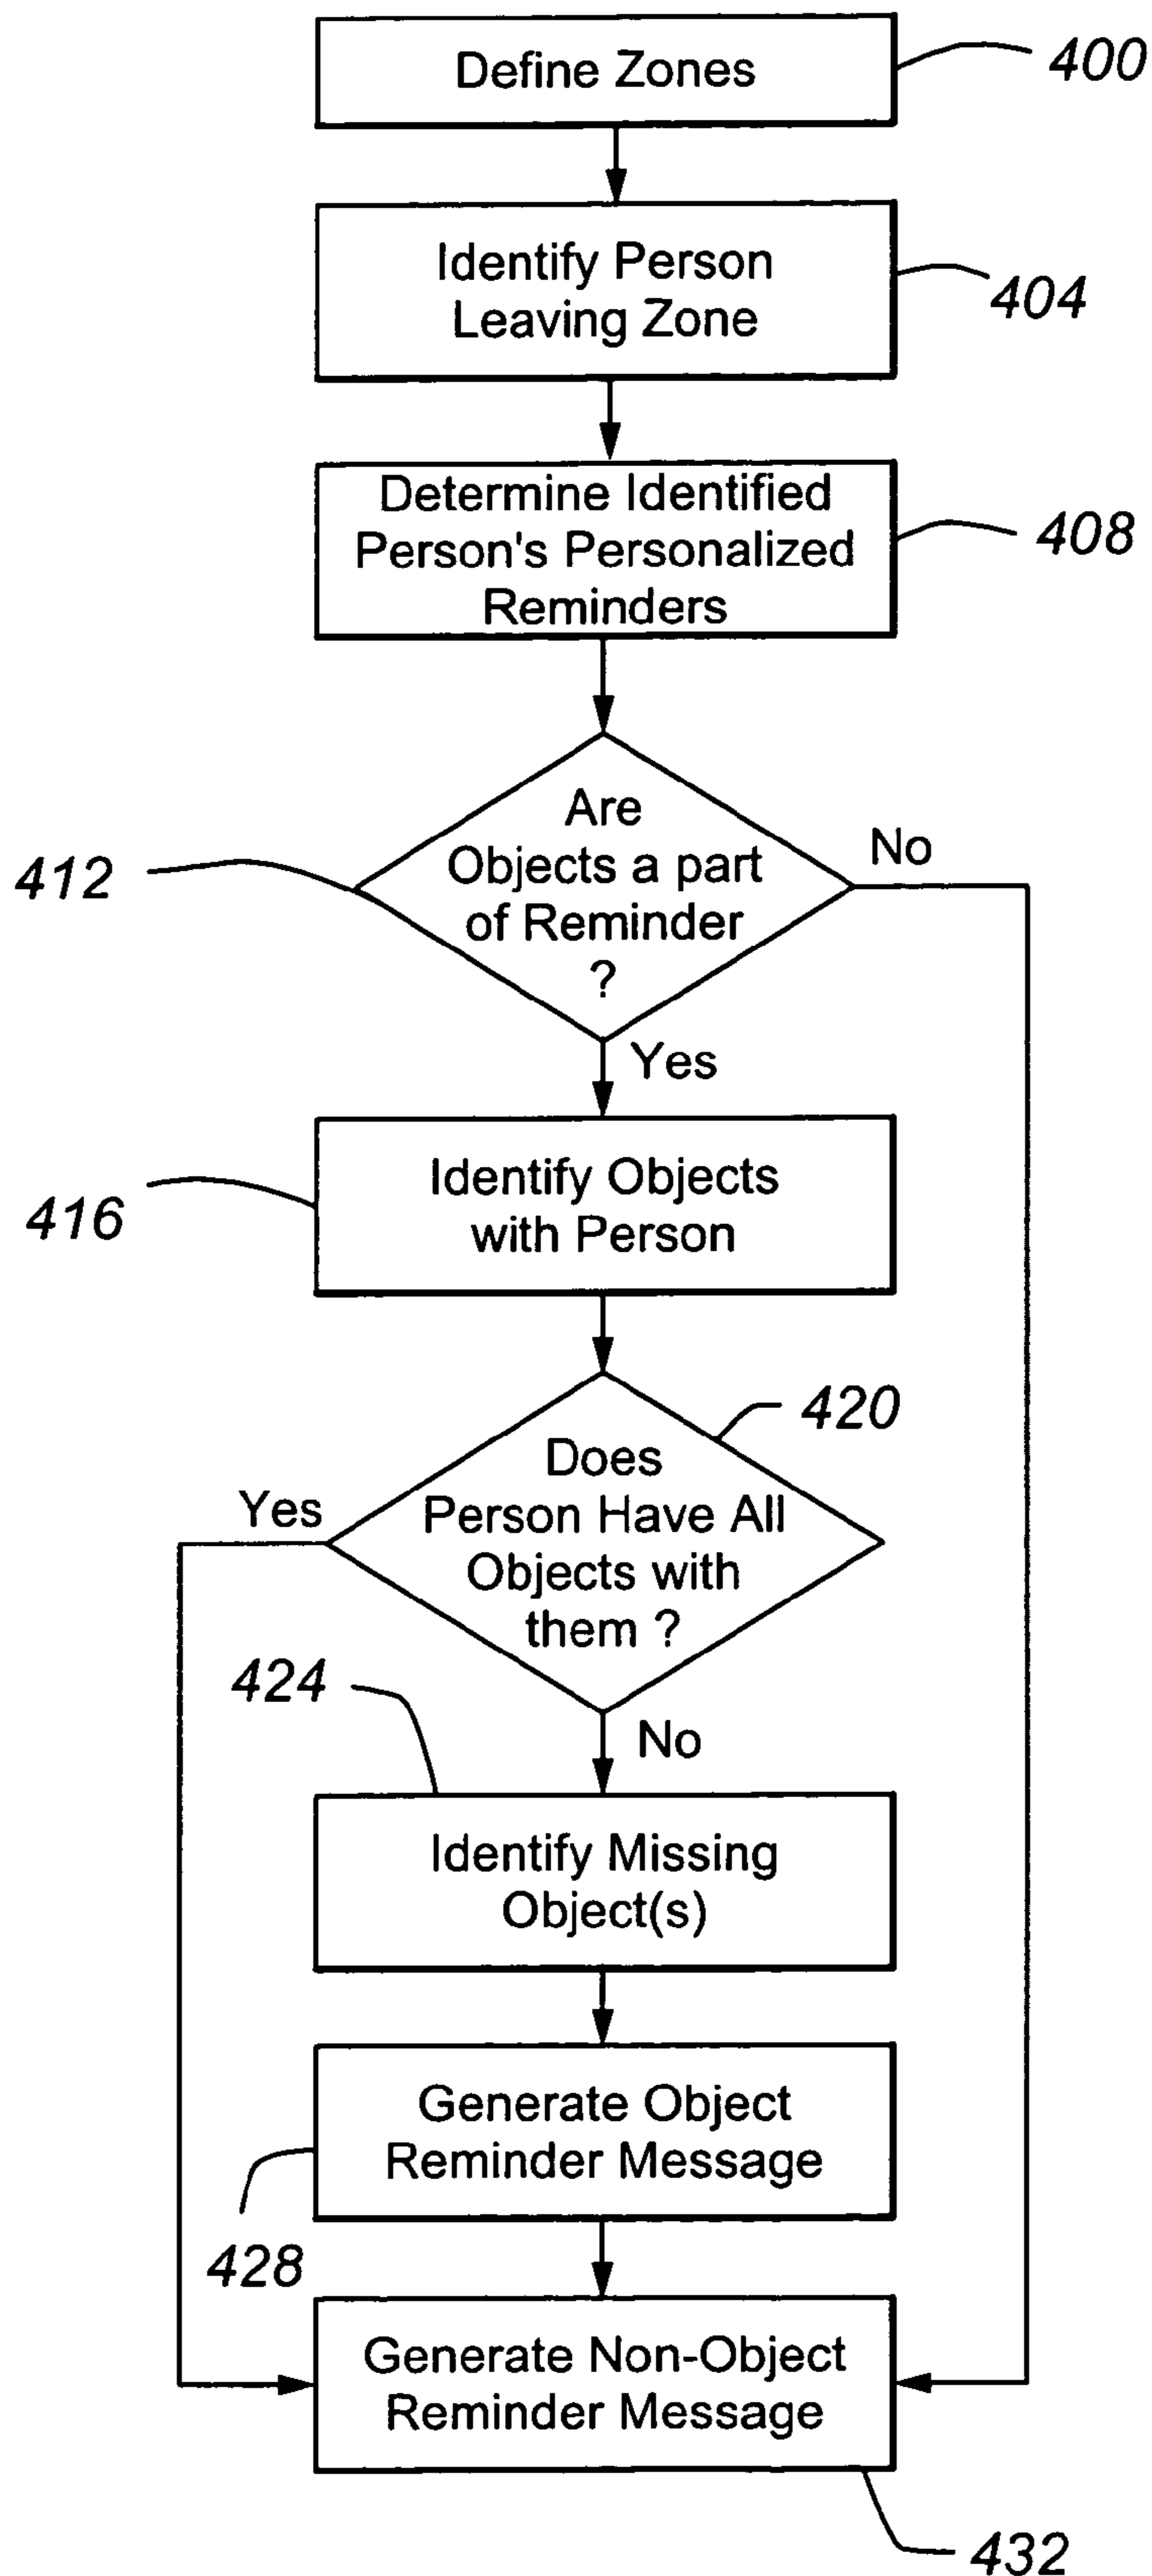 Define Zones
400
Identify Person
Leaving Zone
404
Determine Identified
Person's Personalized
Reminders
408
Are
Objects a part
of Reminder
?
No
412
Yes
Identify Objects
with Person
416
420
Does
Person Have All
Objects with
them ?
Yes
424
No
Identify Missing
Object(s)
Generate Object
Reminder Message
428
Generate Non-Object
Reminder Message
432